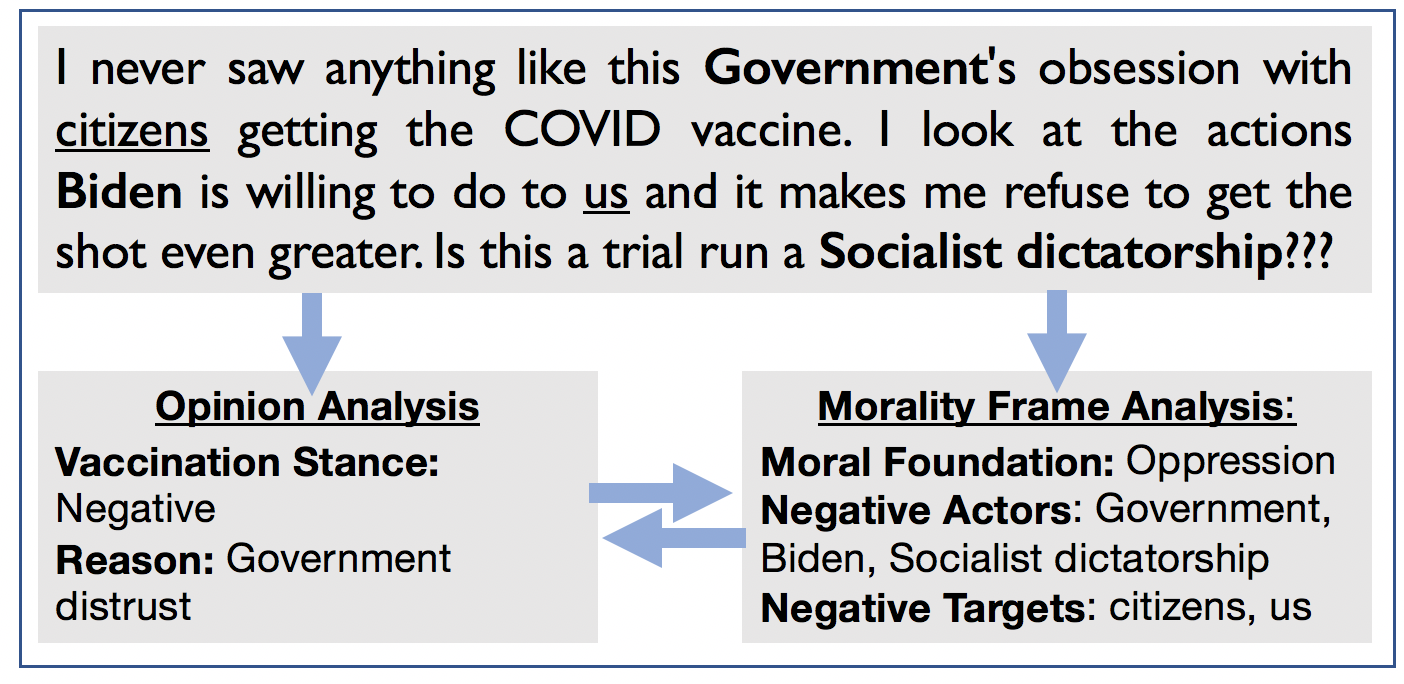 I never saw anything like this Government's obsession with
citizens getting the COVID vaccine. I look at the actions
Biden is willing to do to us and it makes me refuse to get the
shot even greater. Is this a trial run a Socialist dictatorship???
Opinion Analysis
Vaccination Stance:
Negative
Reason: Government
distrust
Morality Frame Analysis:
Moral Foundation: Oppression
Negative Actors: Government,
Biden, Socialist dictatorship
Negative Targets: citizens, us